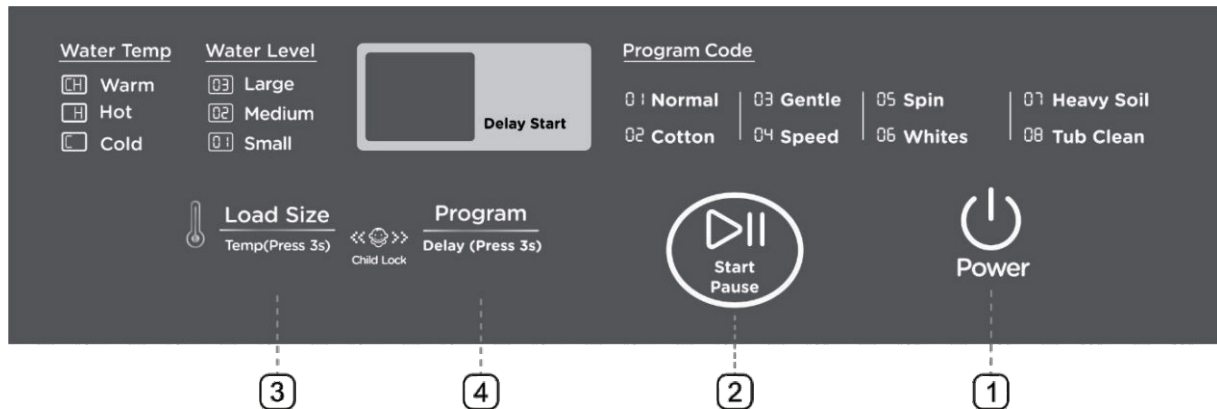 Water Temp
CH Warm
H Hot
C Cold
Water Level
03 Large
02 Medium
01 Small
Delay Start
Program Code
01 Normal
02 Cotton
03 Gentle
04 Speed
05 Spin
06 Whites
07 Heavy Soil
08 Tub Clean
Load Size
Temp(Press 3s)
<< >>
Child Lock
Program
Delay (Press 3s)
Start
Pause
Power
3
4
2
1